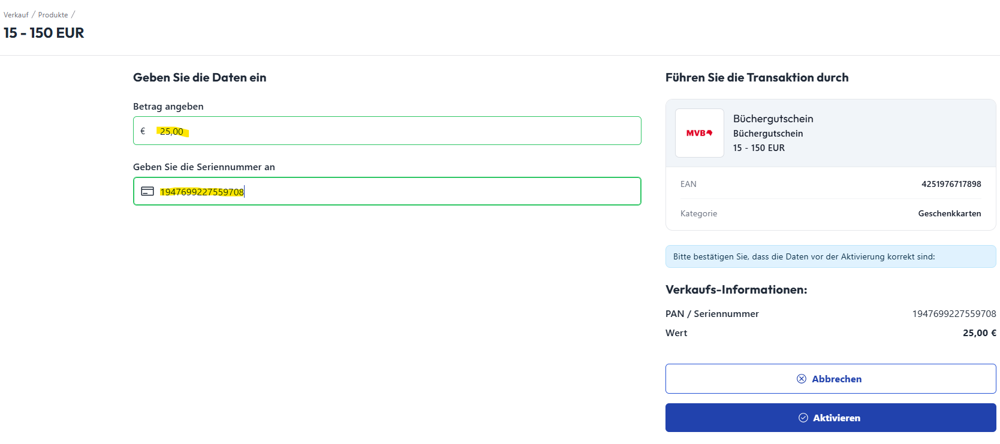 Verkauf / Produkte /
15 - 150 EUR
Geben Sie die Daten ein
Betrag angeben
€ 25,00
Geben Sie die Seriennummer an
1947699227559708
Führen Sie die Transaktion durch
MVB
Büchergutschein
Büchergutschein
15 - 150 EUR
EAN 4251976717898
Kategorie Geschenkkarten
Bitte bestätigen Sie, dass die Daten vor der Aktivierung korrekt sind:
Verkaufs-Informationen:
PAN / Seriennummer 1947699227559708
Wert 25,00 €
Abbrechen
Aktivieren